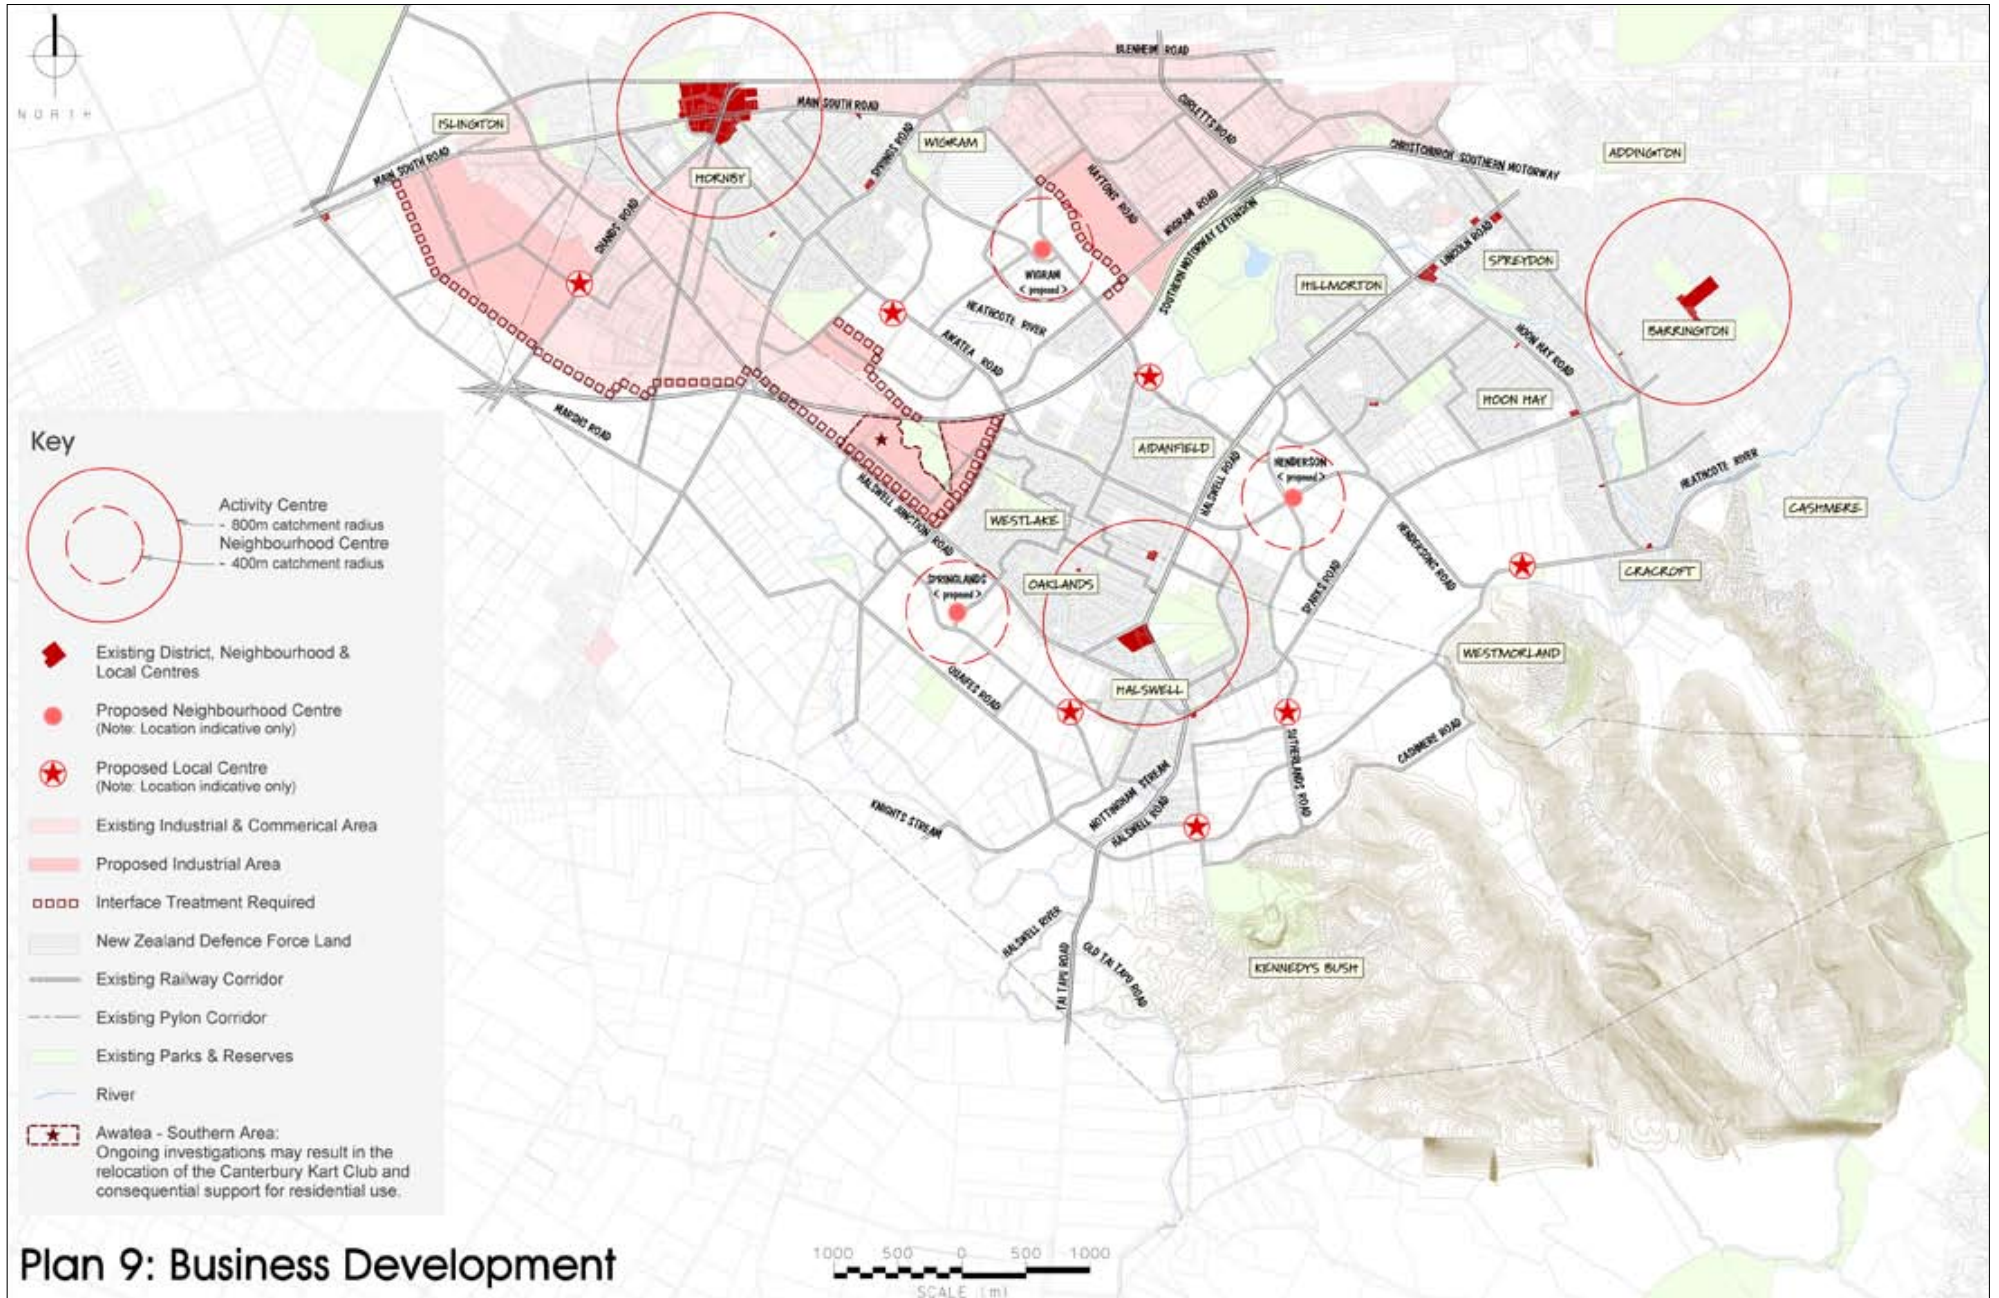 NORTH
BLENHEIM ROAD
MAIN SOUTH ROAD
CURLETTS ROAD
ISLINGTON
WIGRAM
SPRINGS ROAD
CHRISTCHURCH SOUTHERN MOTORWAY
ADDINGTON
MAIN SOUTH ROAD
HORNBY
HAYTONS ROAD
WIGRAM ROAD
SHANDS ROAD
SOUTHERN MOTORWAY EXTENSION
LINCOLN ROAD
SPREYDON
WIGRAM
< proposed >
HILLMORTON
HEATHCOTE RIVER
BARRINGTON
AWATEA ROAD
HOON HAY ROAD
HOON HAY
MARSHS ROAD
AIDANFIELD
HENDERSON
< proposed >
HALSWELL ROAD
HEATHCOTE RIVER
HALSWELL JUNCTION ROAD
WESTLAKE
CASHMERE
HENDERSONS ROAD
SPRINGLANDS
< proposed >
OAKLANDS
SPARKS ROAD
CRACROFT
WESTMORLAND
QUAIFES ROAD
HALSWELL
SUTHERLANDS ROAD
CASHMERE ROAD
NOTTINGHAM STREAM
HALSWELL ROAD
KNIGHTS STREAM
HALSWELL RIVER
TAI TAPU ROAD
OLD TAI TAPU ROAD
KENNEDYS BUSH
Key
Activity Centre
- 800m catchment radius
Neighbourhood Centre
- 400m catchment radius
Existing District, Neighbourhood &
Local Centres
Proposed Neighbourhood Centre
(Note: Location indicative only)
Proposed Local Centre
(Note: Location indicative only)
Existing Industrial & Commerical Area
Proposed Industrial Area
Interface Treatment Required
New Zealand Defence Force Land
Existing Railway Corridor
Existing Pylon Corridor
Existing Parks & Reserves
River
Awatea - Southern Area:
Ongoing investigations may result in the
relocation of the Canterbury Kart Club and
consequential support for residential use.
Plan 9: Business Development
1000 500 0 500 1000
SCALE (m)